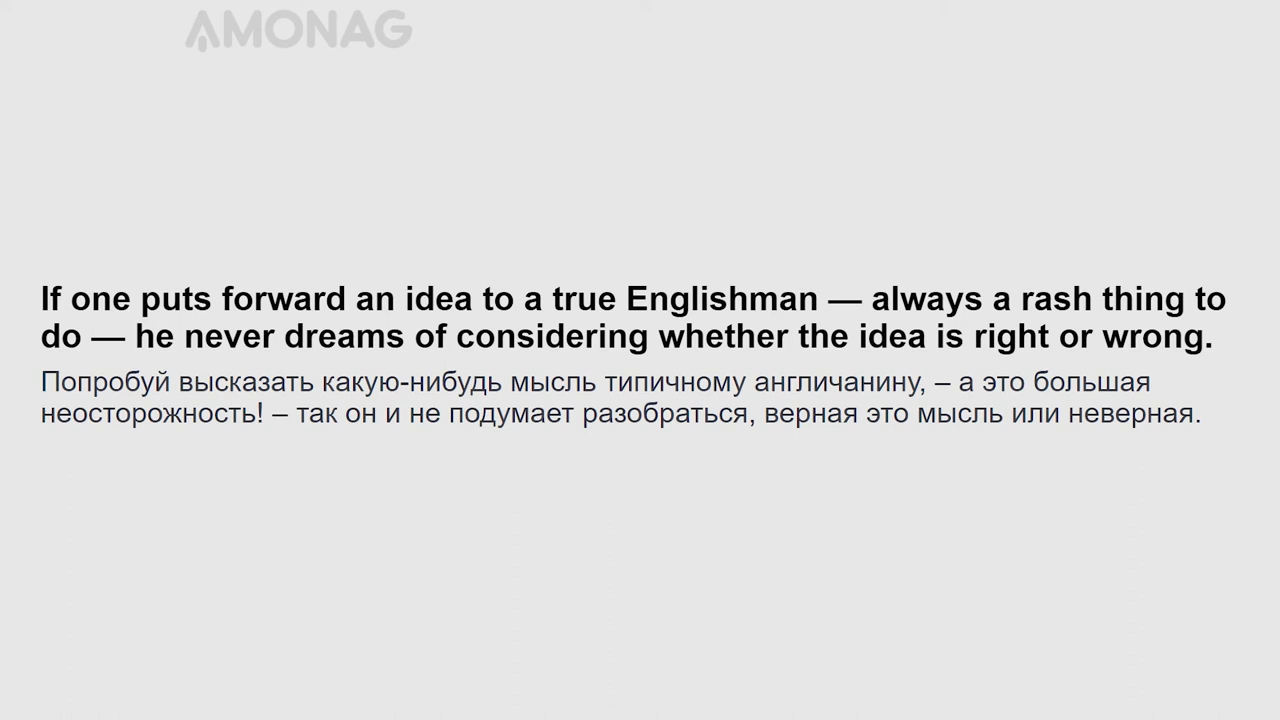 AMONAG
If one puts forward an idea to a true Englishman — always a rash thing to
do — he never dreams of considering whether the idea is right or wrong.
Попробуй высказать какую-нибудь мысль типичному англичанину, – а это большая
неосторожность! – так он и не подумает разобраться, верная это мысль или неверная.